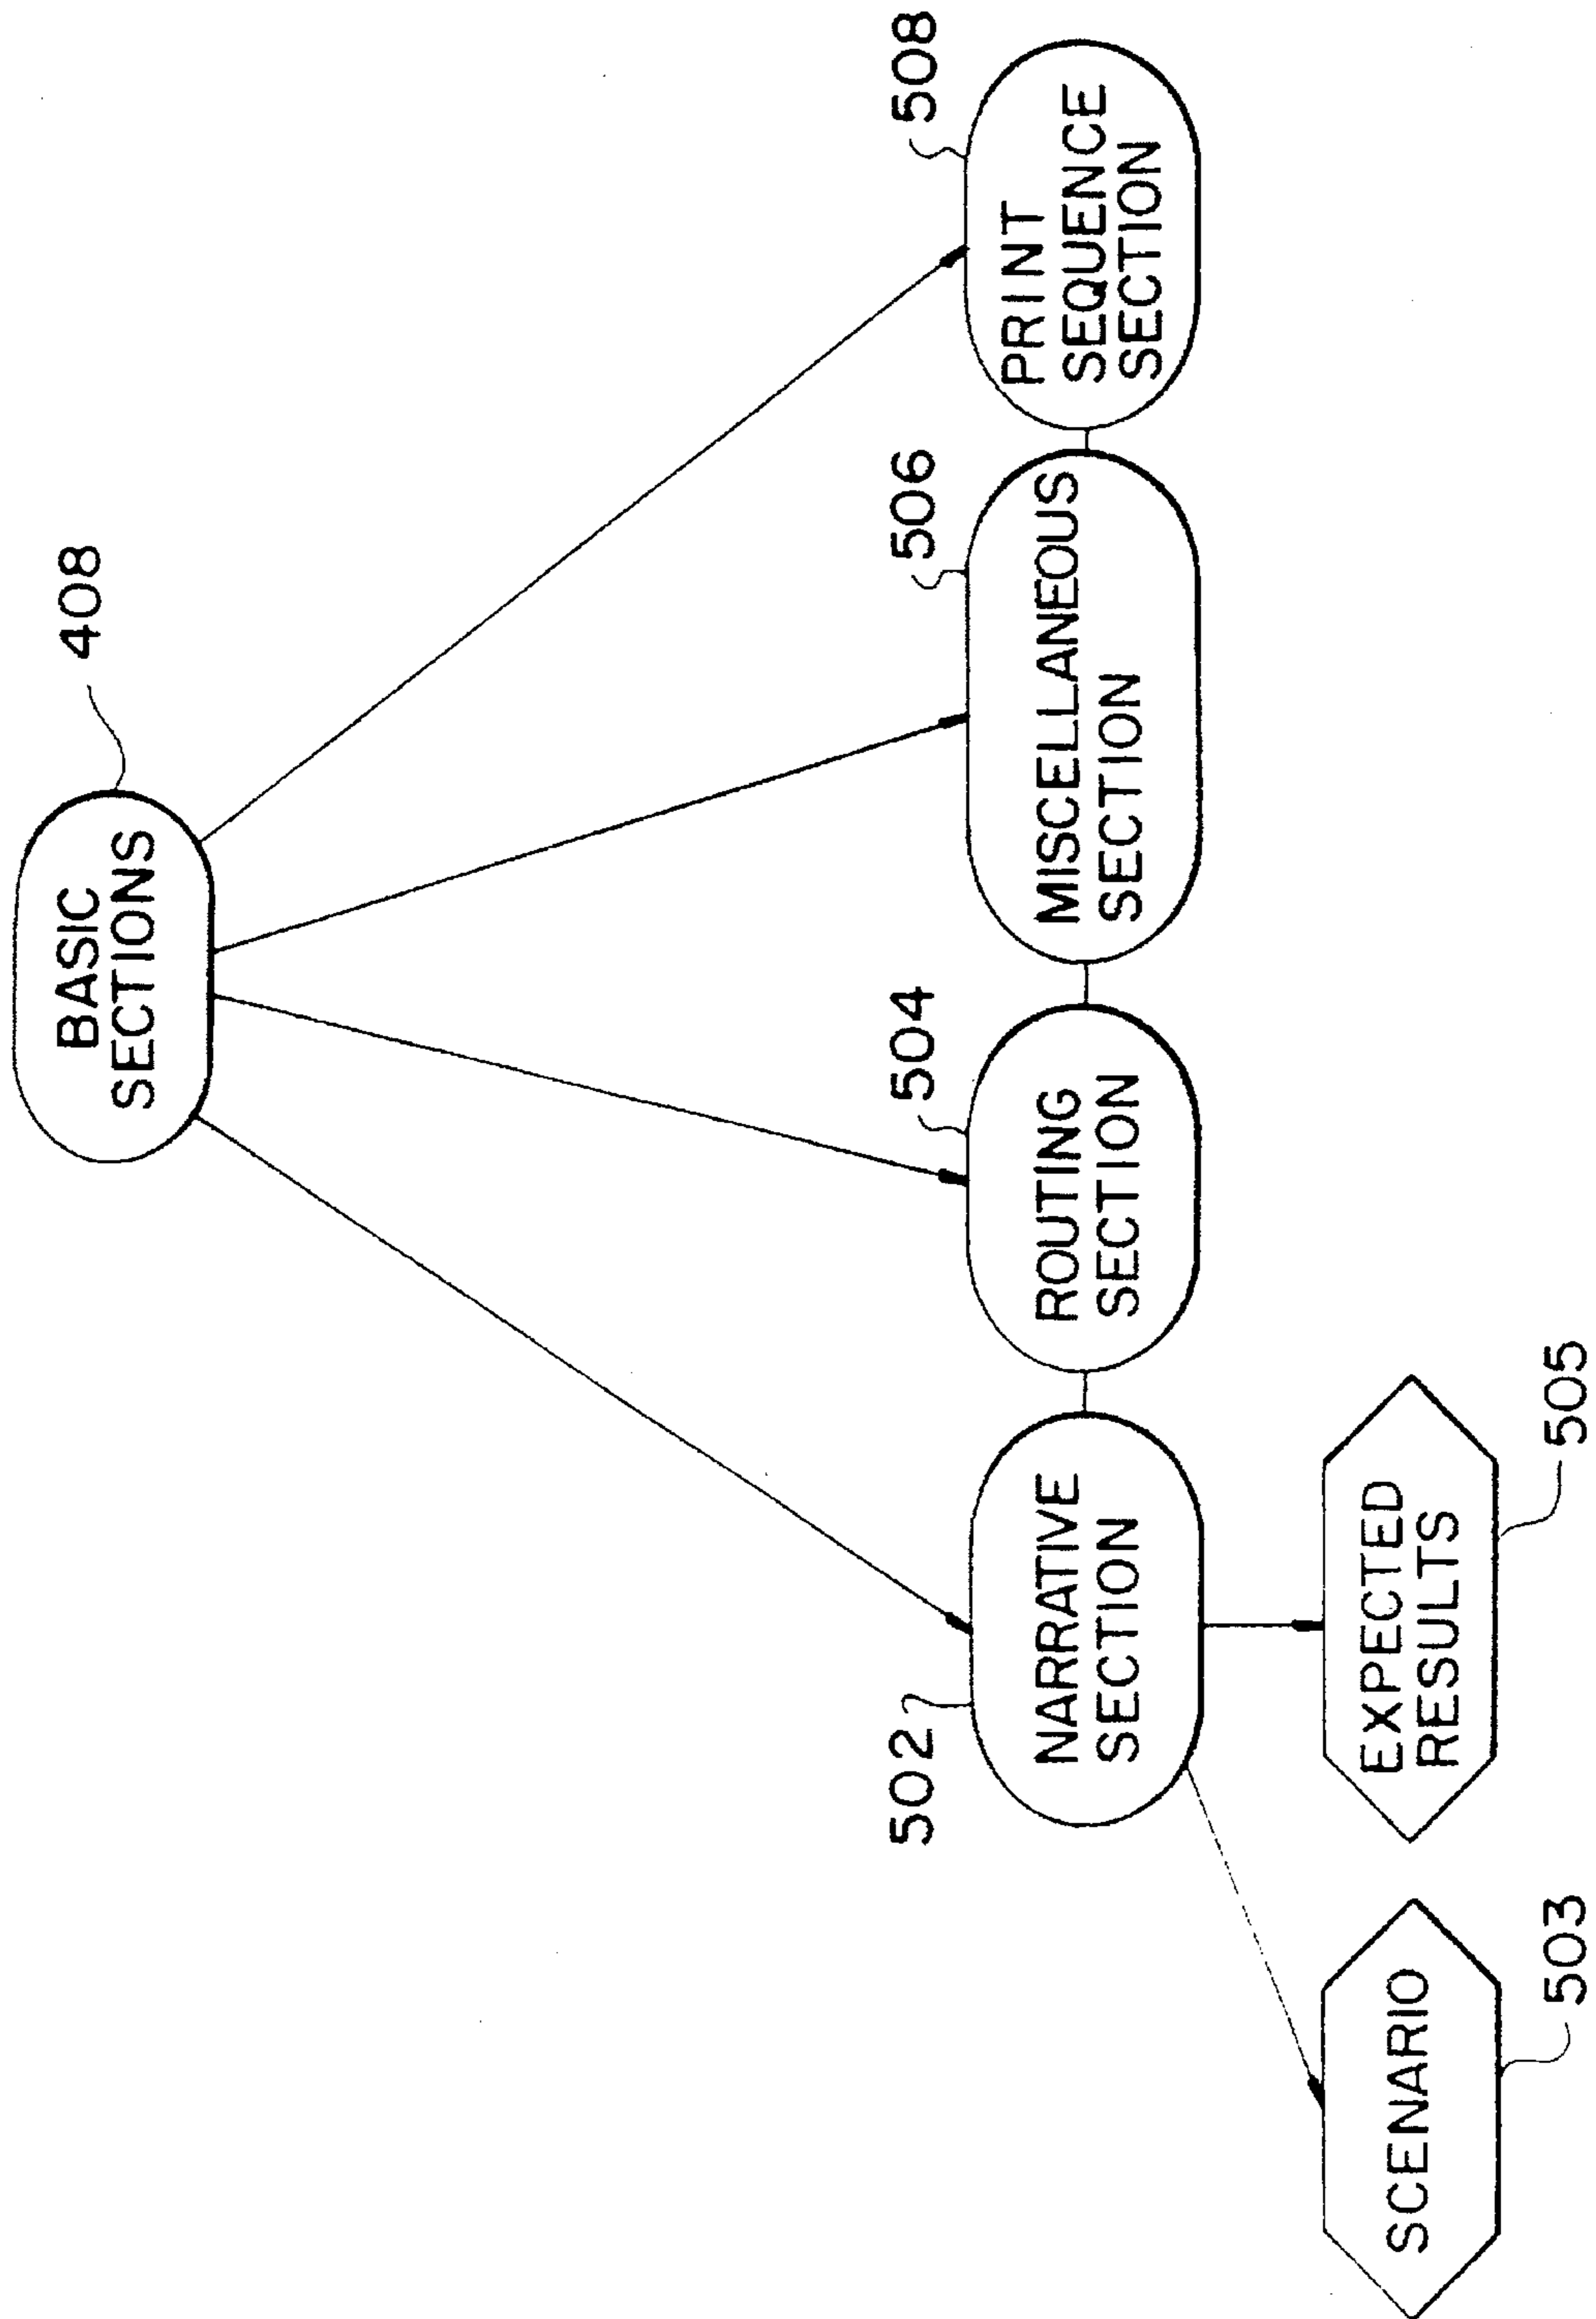 BASIC
SECTIONS
408
502
NARRATIVE
SECTION
504
ROUTING
SECTION
506
MISCELLANEOUS
SECTION
508
PRINT
SEQUENCE
SECTION
SCENARIO
503
EXPECTED
RESULTS
505